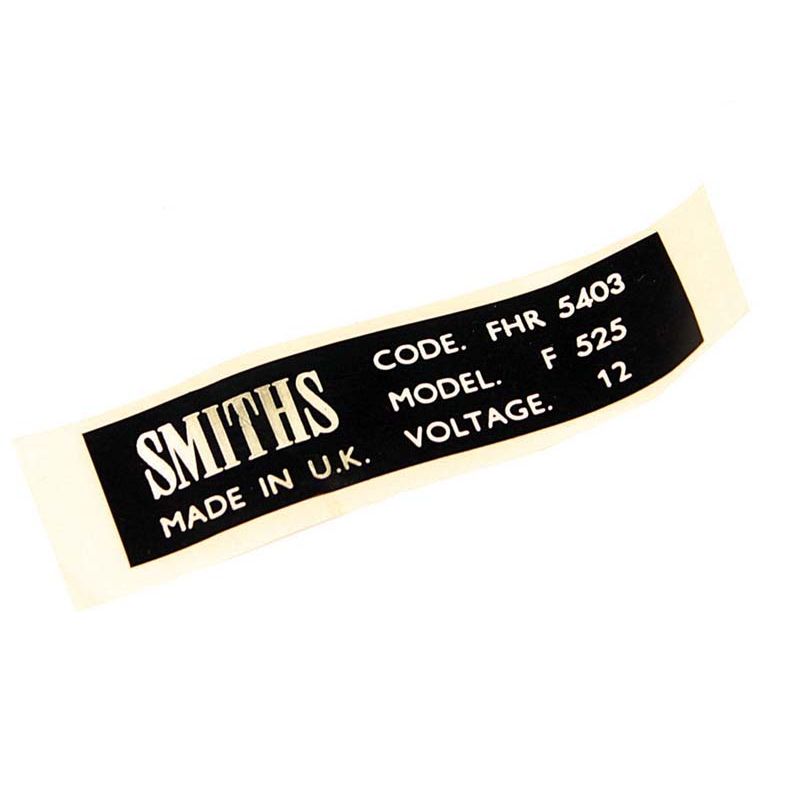 SMITHS
MADE IN U.K.
CODE. FHR 5403
MODEL. F 525
VOLTAGE. 12